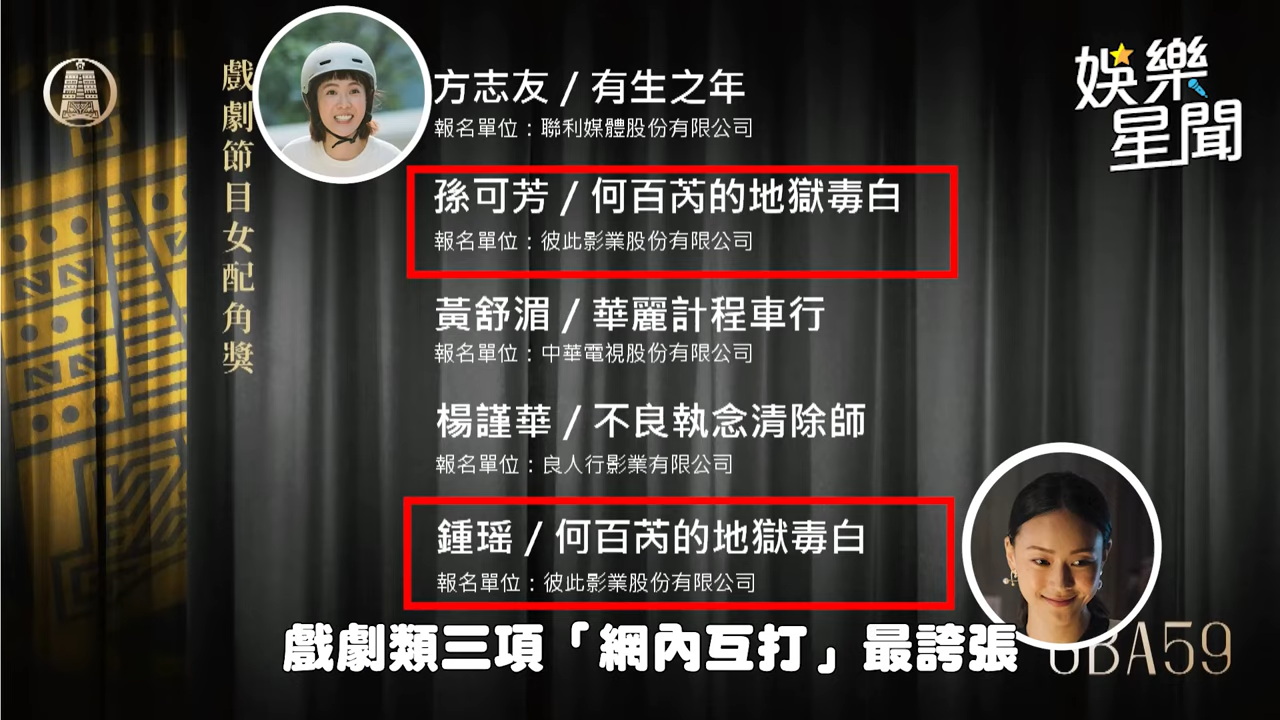 戲劇節目女配角獎
方志友 / 有生之年
報名單位：聯利媒體股份有限公司
孫可芳 / 何百芮的地獄毒白
報名單位：彼此影業股份有限公司
黃舒湄 / 華麗計程車行
報名單位：中華電視股份有限公司
楊謹華 / 不良執念清除師
報名單位：良人行影業有限公司
鍾瑶 / 何百芮的地獄毒白
報名單位：彼此影業股份有限公司
娛樂
星聞
戲劇類三項「網內互打」最誇張
BA59